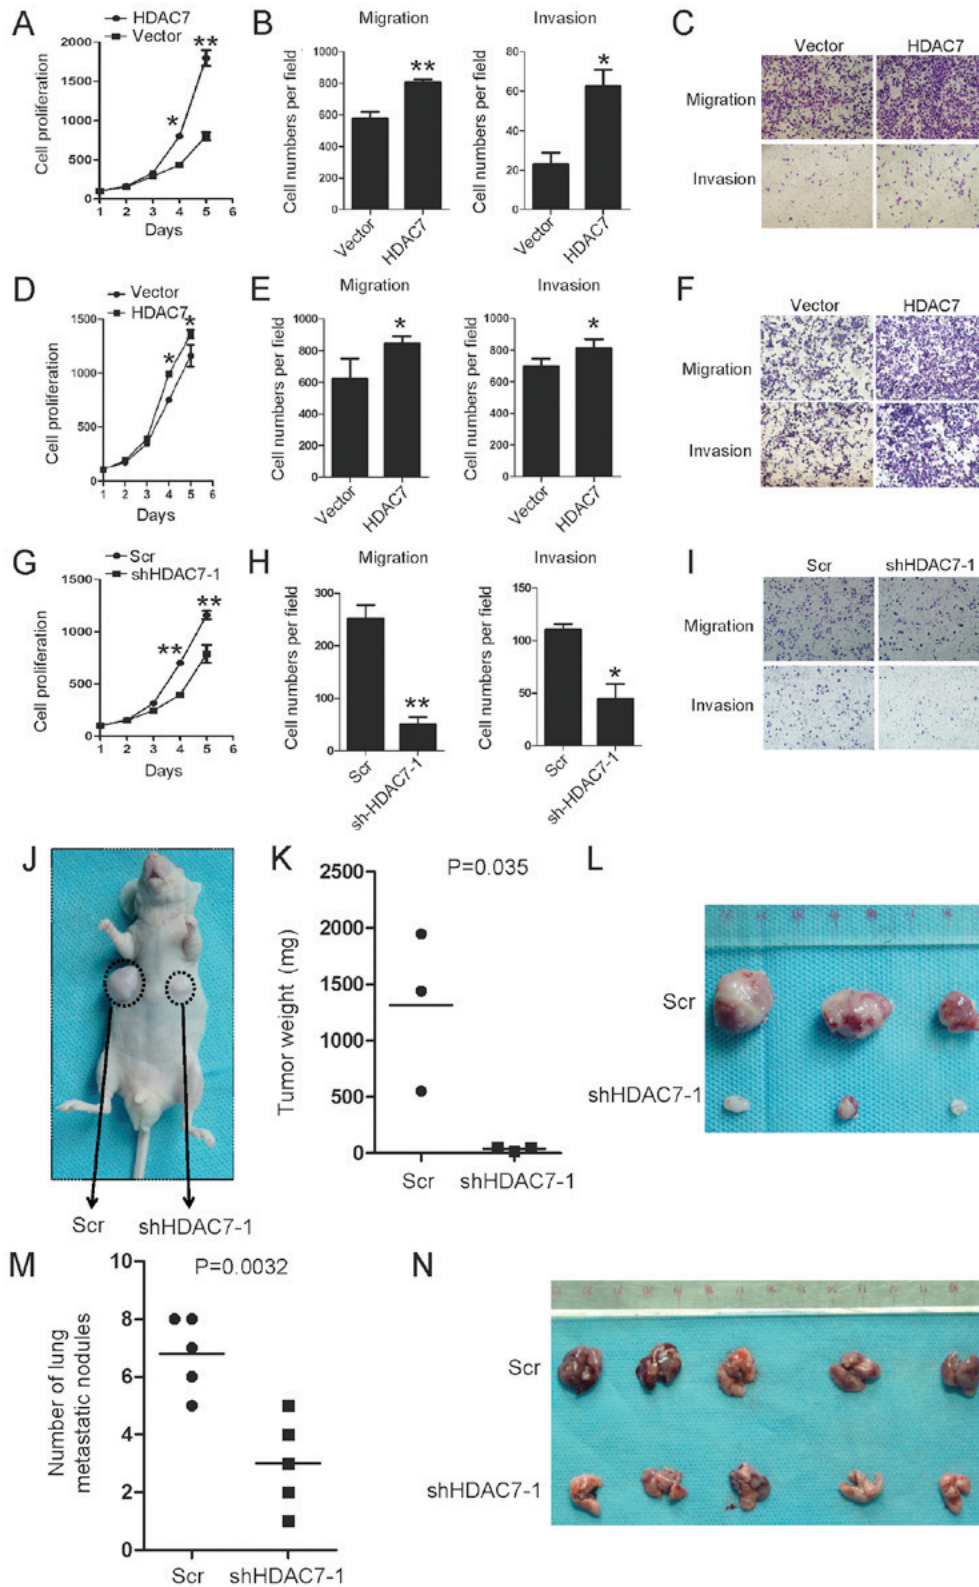 A
HDAC7
Vector
**
*
Cell proliferation
2000
1500
1000
500
0
1 2 3 4 5 6
Days
B
Migration
Cell numbers per field
1000
800
600
400
200
0
**
Vector
HDAC7
Invasion
Cell numbers per field
80
60
40
20
0
*
Vector
HDAC7
C
Vector HDAC7
Migration
Invasion
D
Vector
HDAC7
*
*
Cell proliferation
1500
1000
500
0
1 2 3 4 5 6
Days
E
Migration
Cell numbers per field
1000
800
600
400
200
0
*
Vector
HDAC7
Invasion
Cell numbers per field
1000
800
600
400
200
0
*
Vector
HDAC7
F
Vector HDAC7
Migration
Invasion
G
Scr
shHDAC7-1
**
**
Cell proliferation
1500
1000
500
0
1 2 3 4 5 6
Days
H
Migration
Cell numbers per field
300
200
100
0
**
Scr
sh-HDAC7-1
Invasion
Cell numbers per field
150
100
50
0
*
Scr
sh-HDAC7-1
I
Scr shHDAC7-1
Migration
Invasion
J
Scr shHDAC7-1
K
P=0.035
Tumor weight (mg)
2500
2000
1500
1000
500
0
Scr shHDAC7-1
L
Scr
shHDAC7-1
M
P=0.0032
Number of lung
metastatic nodules
10
8
6
4
2
0
Scr shHDAC7-1
N
Scr
shHDAC7-1